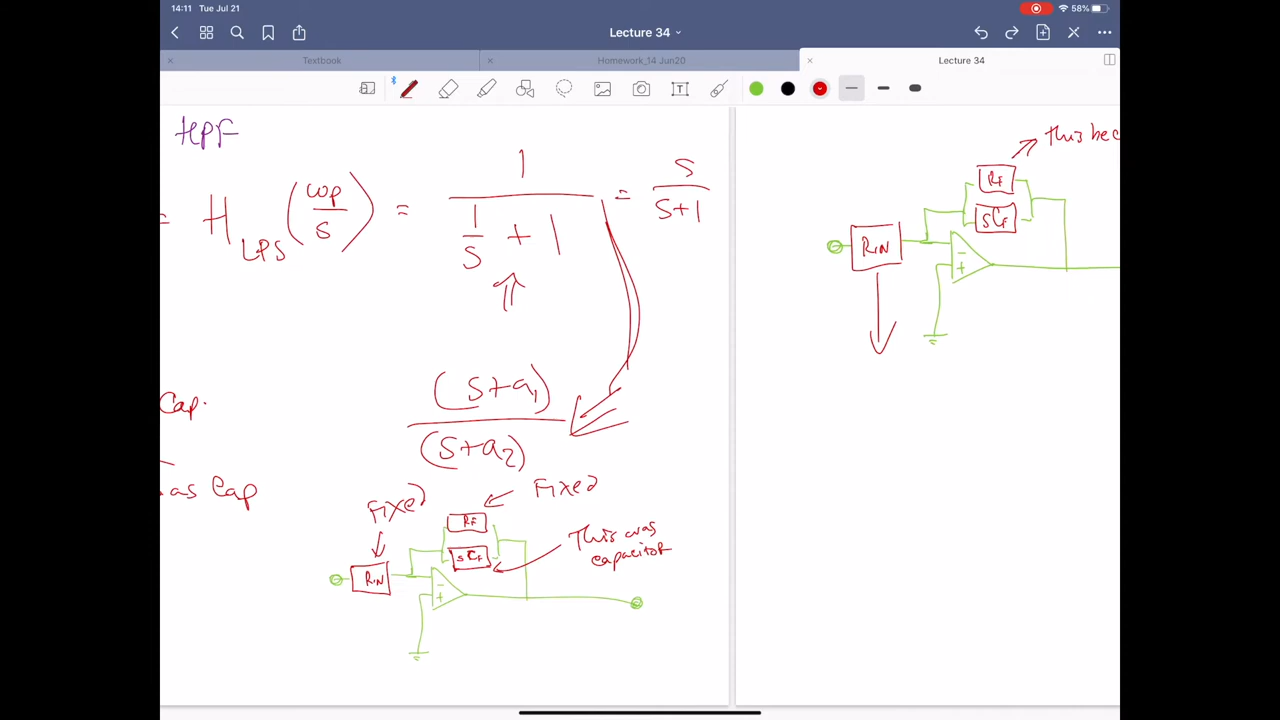 14:11 Tue Jul 21
58%
Lecture 34
Textbook
Homework_14 Jun20
Lecture 34
HPF
= H LPS (ωp/s) = 1/(1/s + 1) = s/(s+1)
(s+a1)/(s+a2)
Cap.
as Cap
Fixed
Fixed
RF
This was
capacitor
sCF
RIN
This bec
RF
sCF
RIN